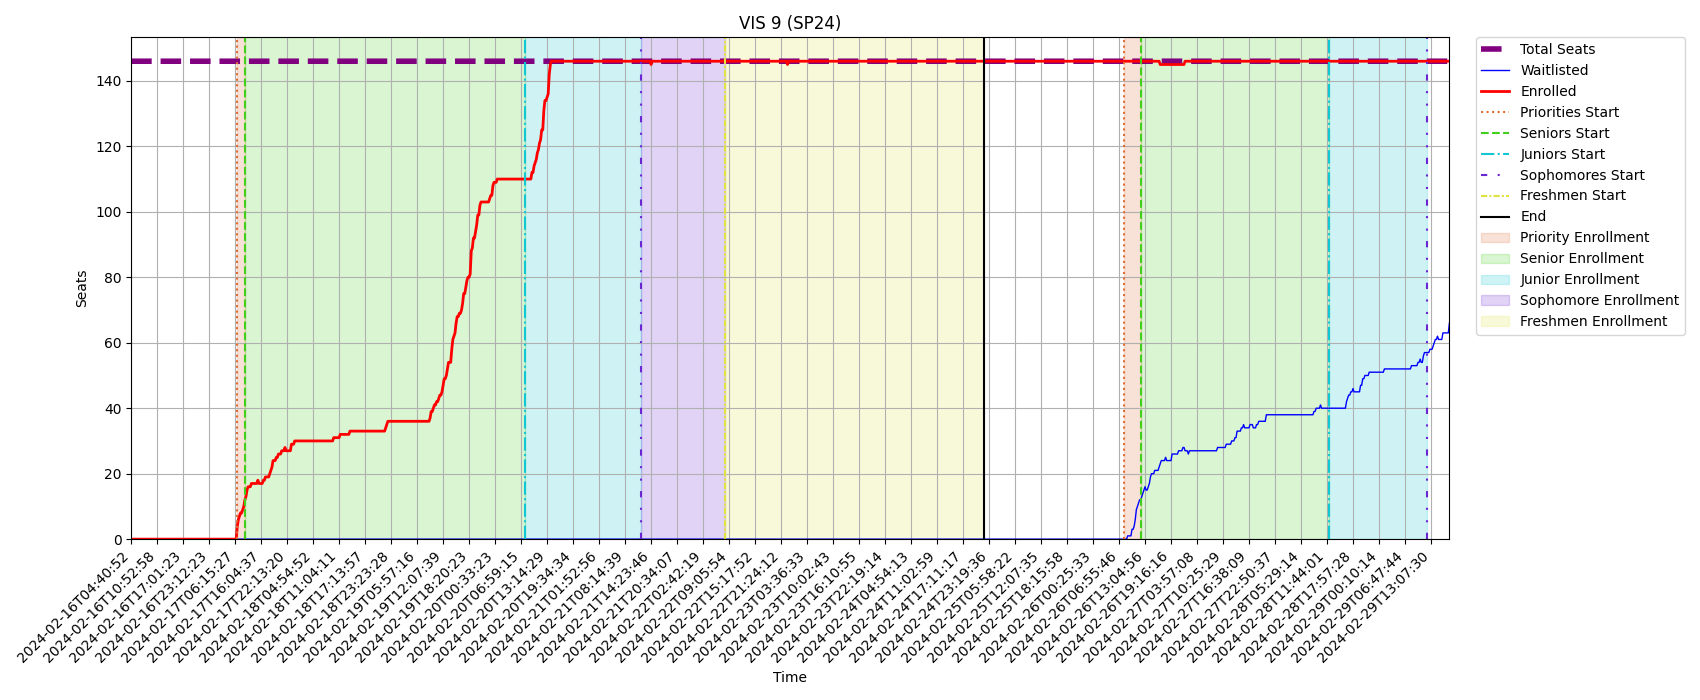 VIS 9 (SP24)
Seats
140
120
100
80
60
40
20
0
2024-02-16T04:40:52
2024-02-16T10:52:58
2024-02-16T17:01:23
2024-02-16T23:12:23
2024-02-17T06:15:27
2024-02-17T16:04:37
2024-02-17T22:13:20
2024-02-18T04:54:52
2024-02-18T11:04:11
2024-02-18T17:13:57
2024-02-18T23:23:28
2024-02-19T05:57:16
2024-02-19T12:07:39
2024-02-19T18:20:23
2024-02-20T00:33:23
2024-02-20T06:59:15
2024-02-20T13:14:29
2024-02-20T19:34:34
2024-02-21T01:52:56
2024-02-21T08:14:39
2024-02-21T14:23:46
2024-02-21T20:34:07
2024-02-22T02:42:19
2024-02-22T09:05:54
2024-02-22T15:17:52
2024-02-22T21:24:12
2024-02-23T03:36:33
2024-02-23T10:02:43
2024-02-23T16:10:55
2024-02-23T22:19:14
2024-02-24T04:54:13
2024-02-24T11:02:59
2024-02-24T17:11:17
2024-02-24T23:19:36
2024-02-25T05:58:22
2024-02-25T12:07:35
2024-02-25T18:15:58
2024-02-26T00:25:33
2024-02-26T06:55:46
2024-02-26T13:04:56
2024-02-26T19:16:16
2024-02-27T03:57:08
2024-02-27T10:25:29
2024-02-27T16:38:09
2024-02-27T22:50:37
2024-02-28T05:29:14
2024-02-28T11:44:01
2024-02-28T17:57:28
2024-02-29T00:10:14
2024-02-29T06:47:44
2024-02-29T13:07:30
Time
Total Seats
Waitlisted
Enrolled
Priorities Start
Seniors Start
Juniors Start
Sophomores Start
Freshmen Start
End
Priority Enrollment
Senior Enrollment
Junior Enrollment
Sophomore Enrollment
Freshmen Enrollment